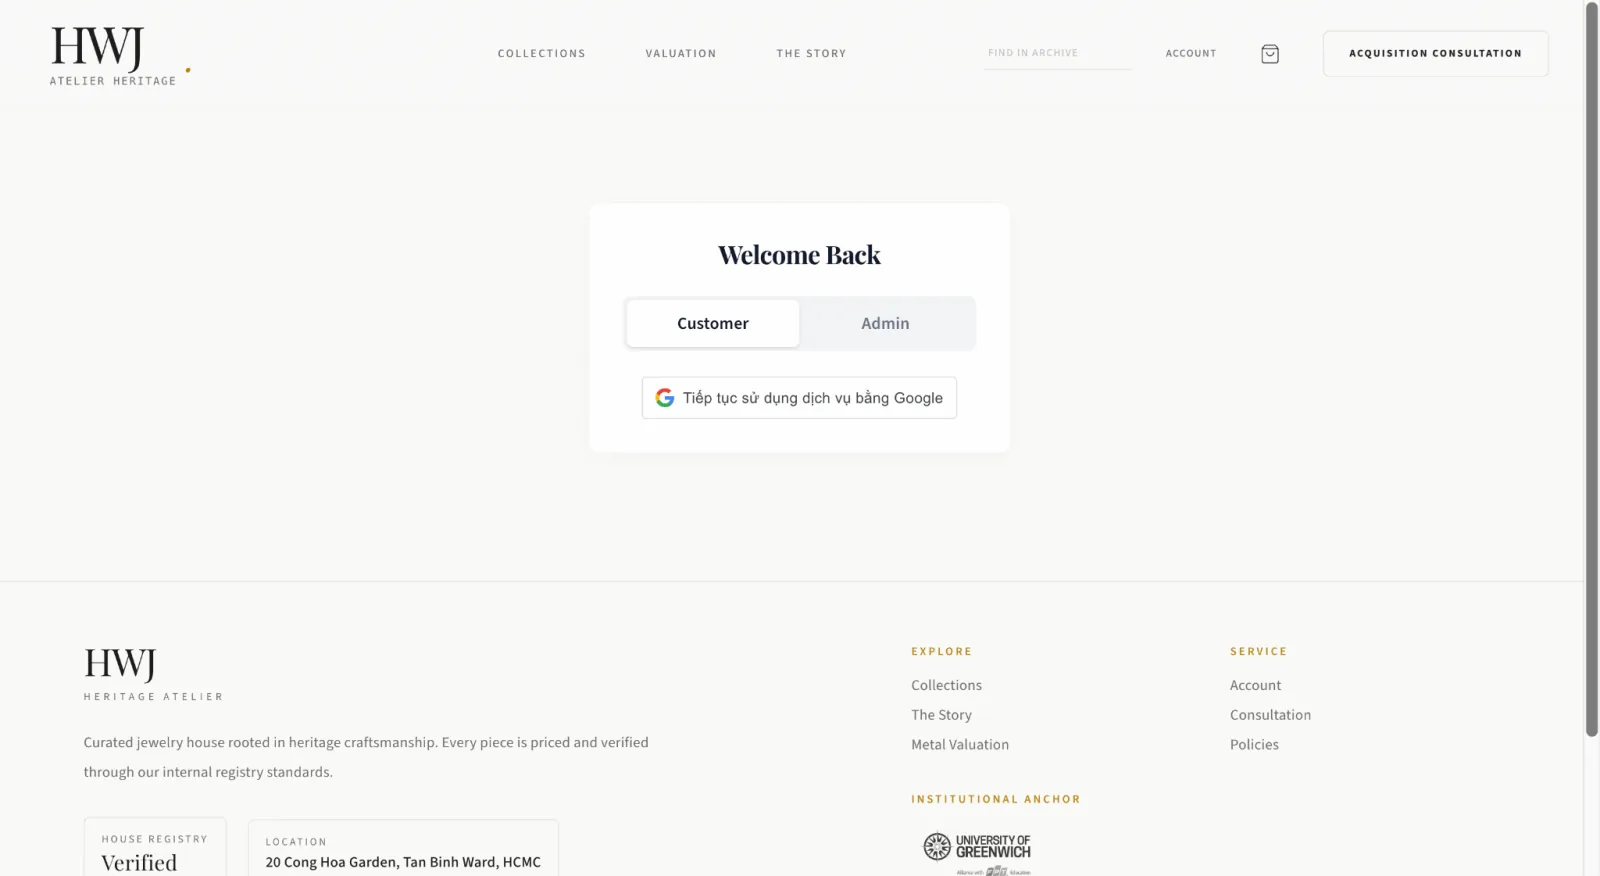 HWJ
ATELIER HERITAGE
COLLECTIONS
VALUATION
THE STORY
FIND IN ARCHIVE
ACCOUNT
ACQUISITION CONSULTATION
Welcome Back
Customer
Admin
Tiếp tục sử dụng dịch vụ bằng Google
HWJ
HERITAGE ATELIER
Curated jewelry house rooted in heritage craftsmanship. Every piece is priced and verified
through our internal registry standards.
HOUSE REGISTRY
Verified
LOCATION
20 Cong Hoa Garden, Tan Binh Ward, HCMC
EXPLORE
Collections
The Story
Metal Valuation
SERVICE
Account
Consultation
Policies
INSTITUTIONAL ANCHOR
UNIVERSITY OF
GREENWICH
Alliance with